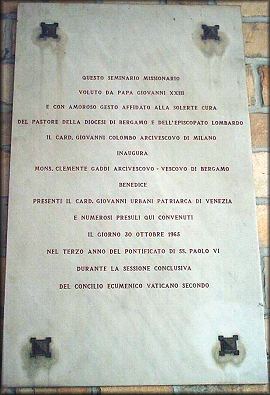 QUESTO SEMINARIO MISSIONARIO
VOLUTO DA PAPA GIOVANNI XXIII
E CON AMOROSO GESTO AFFIDATO ALLA SOLERTE CURA
DEL PASTORE DELLA DIOCESI DI BERGAMO E DELL'EPISCOPATO LOMBARDO
IL CARD. GIOVANNI COLOMBO ARCIVESCOVO DI MILANO
INAUGURA
MONS. CLEMENTE GADDI ARCIVESCOVO - VESCOVO DI BERGAMO
BENEDICE
PRESENTI IL CARD. GIOVANNI URBANI PATRIARCA DI VENEZIA
E NUMEROSI PRESULI QUI CONVENUTI
IL GIORNO 30 OTTOBRE 1965
NEL TERZO ANNO DEL PONTIFICATO DI SS. PAOLO VI
DURANTE LA SESSIONE CONCLUSIVA
DEL CONCILIO ECUMENICO VATICANO SECONDO